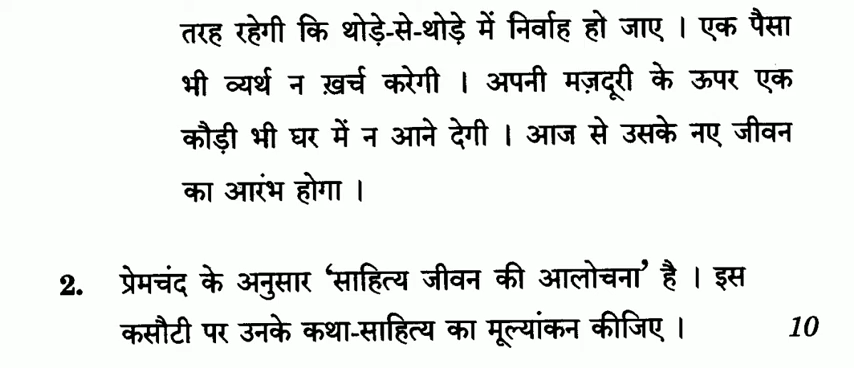 तरह रहेगी कि थोड़े-से-थोड़े में निर्वाह हो जाए । एक पैसा
भी व्यर्थ न ख़र्च करेगी । अपनी मज़दूरी के ऊपर एक
कौड़ी भी घर में न आने देगी । आज से उसके नए जीवन
का आरंभ होगा ।
2. प्रेमचंद के अनुसार ‘साहित्य जीवन की आलोचना’ है । इस
कसौटी पर उनके कथा-साहित्य का मूल्यांकन कीजिए । 10